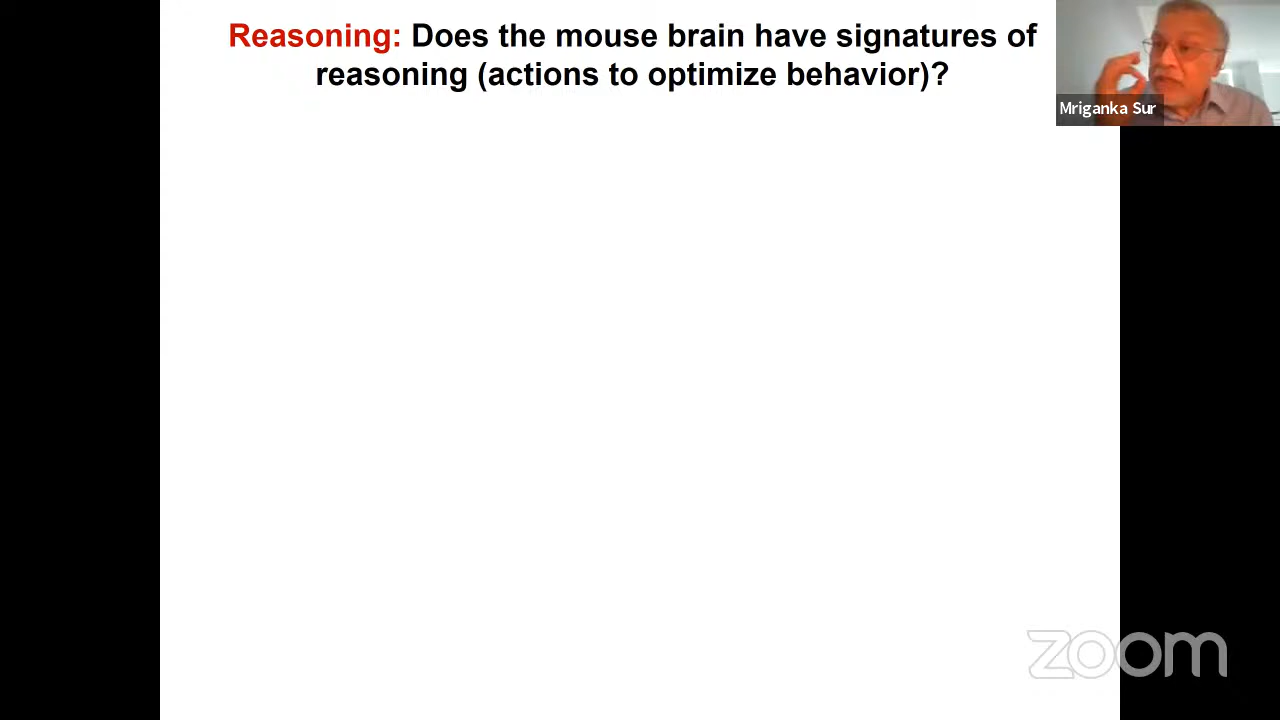 Reasoning: Does the mouse brain have signatures of
reasoning (actions to optimize behavior)?
Mriganka Sur
zoom